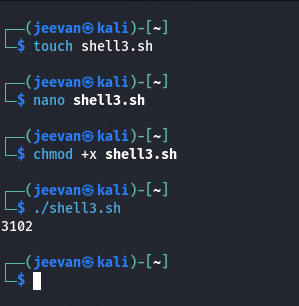 ┌──(jeevan㉿kali)-[~]
└─$ touch shell3.sh
┌──(jeevan㉿kali)-[~]
└─$ nano shell3.sh
┌──(jeevan㉿kali)-[~]
└─$ chmod +x shell3.sh
┌──(jeevan㉿kali)-[~]
└─$ ./shell3.sh
3102
┌──(jeevan㉿kali)-[~]
└─$